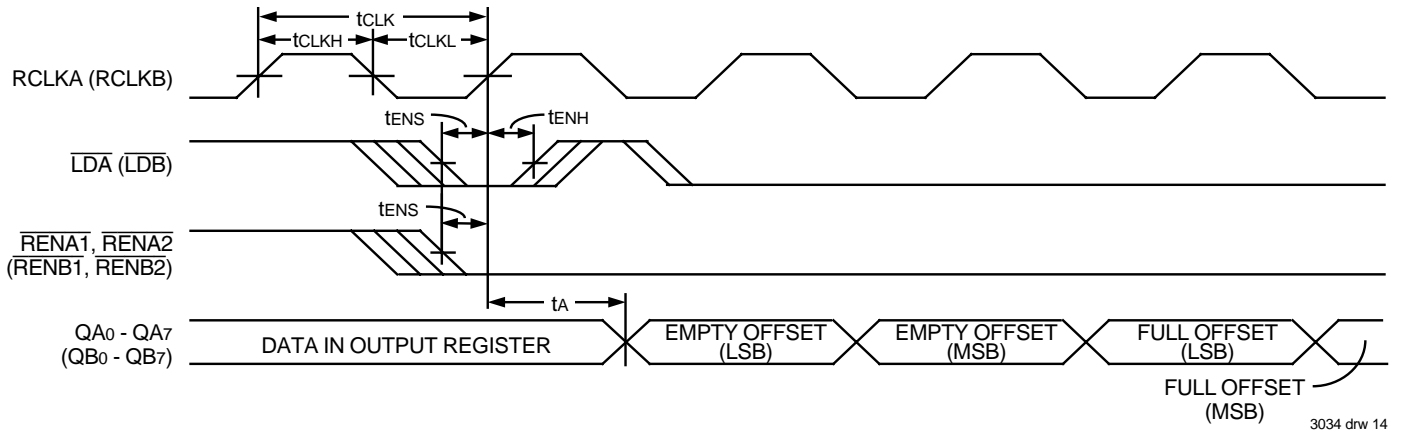 tCLK
tCLKH
tCLKL
RCLKA (RCLKB)
tENS
tENH
LDA (LDB)
tENS
RENA1, RENA2
(RENB1, RENB2)
tA
QA0 - QA7
(QB0 - QB7)
DATA IN OUTPUT REGISTER
EMPTY OFFSET
(LSB)
EMPTY OFFSET
(MSB)
FULL OFFSET
(LSB)
FULL OFFSET
(MSB)
3034 drw 14